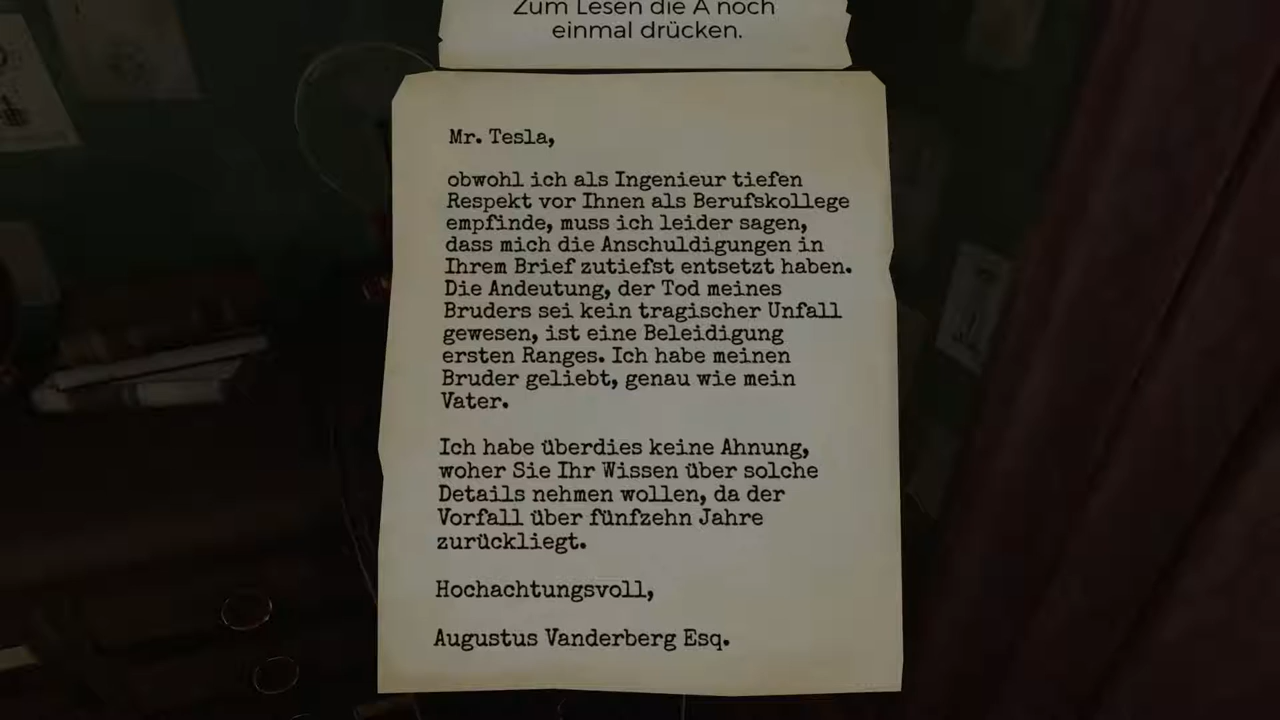 Zum Lesen die A noch
einmal drücken.
Mr. Tesla,
obwohl ich als Ingenieur tiefen
Respekt vor Ihnen als Berufskollege
empfinde, muss ich leider sagen,
dass mich die Anschuldigungen in
Ihrem Brief zutiefst entsetzt haben.
Die Andeutung, der Tod meines
Bruders sei kein tragischer Unfall
gewesen, ist eine Beleidigung
ersten Ranges. Ich habe meinen
Bruder geliebt, genau wie mein
Vater.
Ich habe überdies keine Ahnung,
woher Sie Ihr Wissen über solche
Details nehmen wollen, da der
Vorfall über fünfzehn Jahre
zurückliegt.
Hochachtungsvoll,
Augustus Vanderberg Esq.